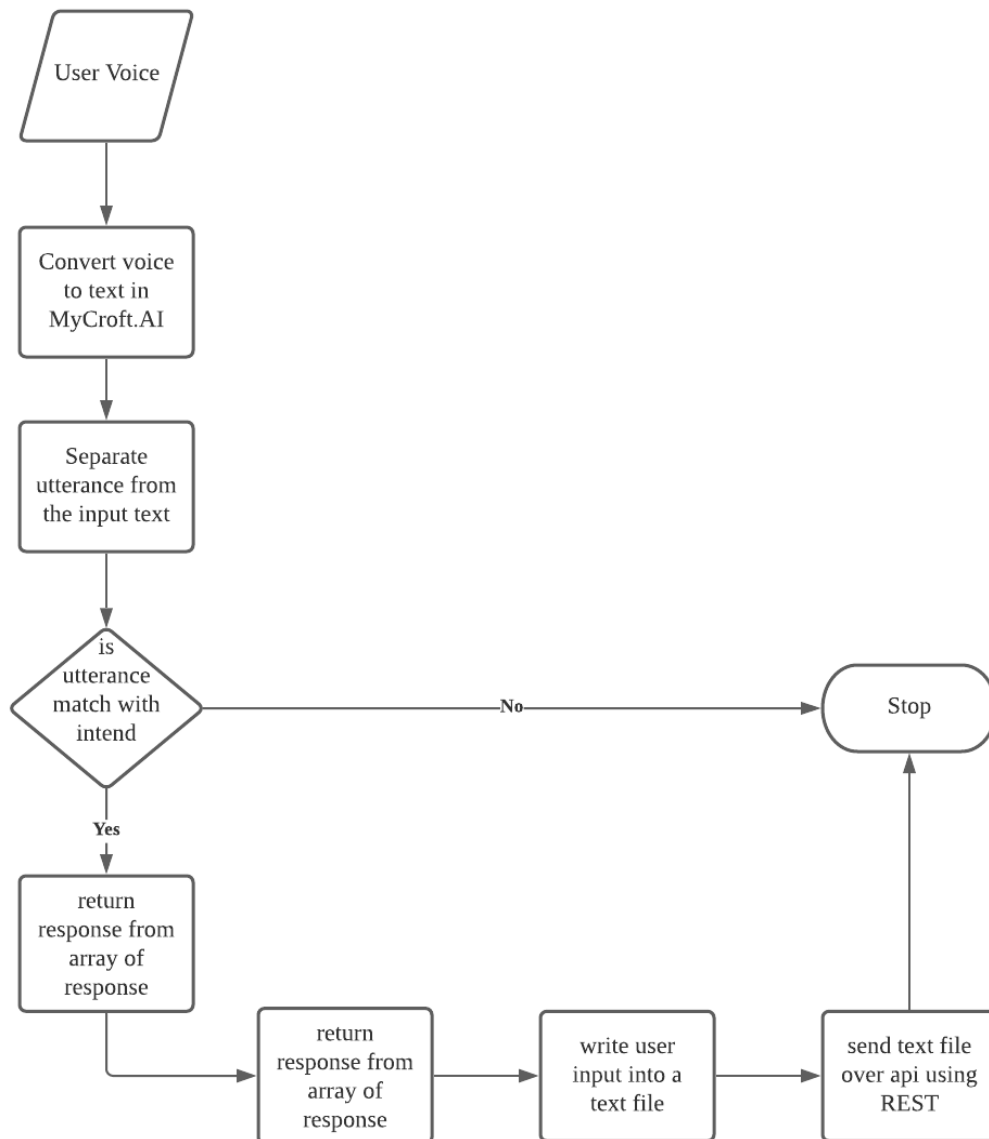 User Voice
Convert voice
to text in
MyCroft.AI
Separate
utterance from
the input text
is
utterance
match with
intend
No
Stop
Yes
return
response from
array of
response
return
response from
array of
response
write user
input into a
text file
send text file
over api using
REST